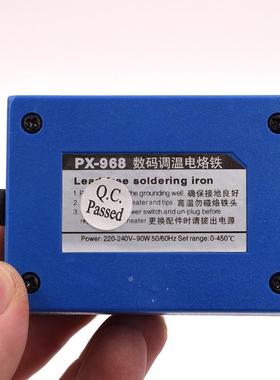 PX-968 数码调温电烙铁
Lead free soldering iron
the grounding well. 确保接地良好
heater and tips. 高温勿碰烙铁头
power switch and un-plug before
heater. 更换配件时请拔出电源
Power: 220-240V~90W 50/60Hz Set range: 0-450℃
Q.C.
Passed